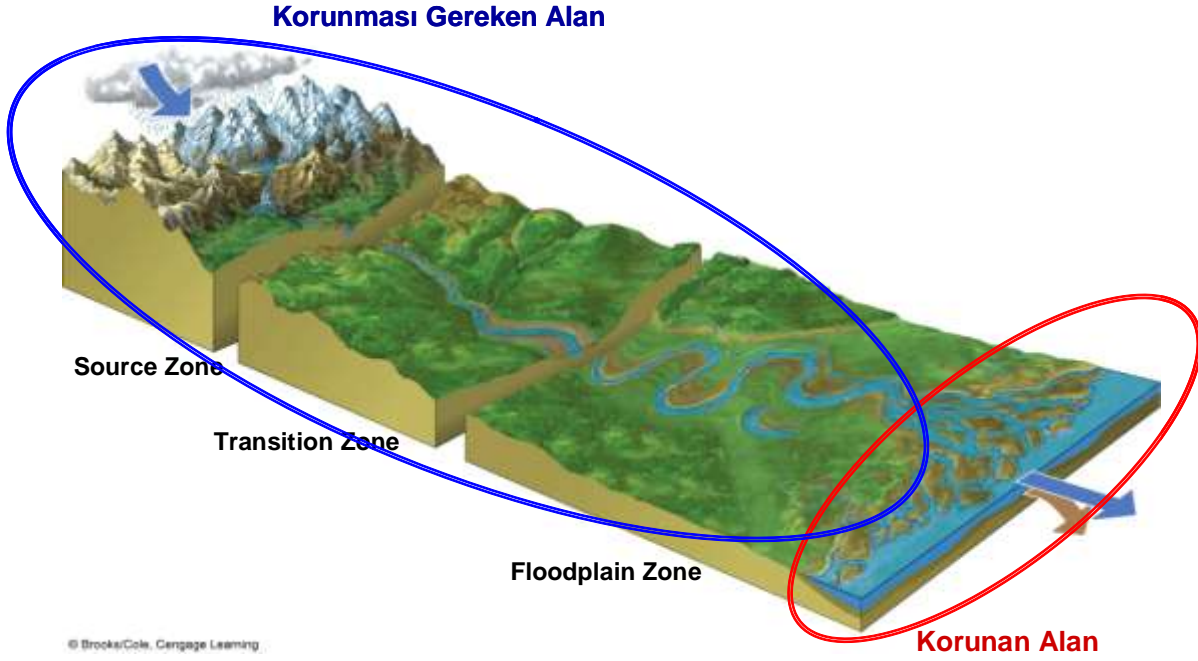 Korunması Gereken Alan
Source Zone
Transition Zone
Floodplain Zone
© Brooks/Cole, Cengage Learning
Korunan Alan